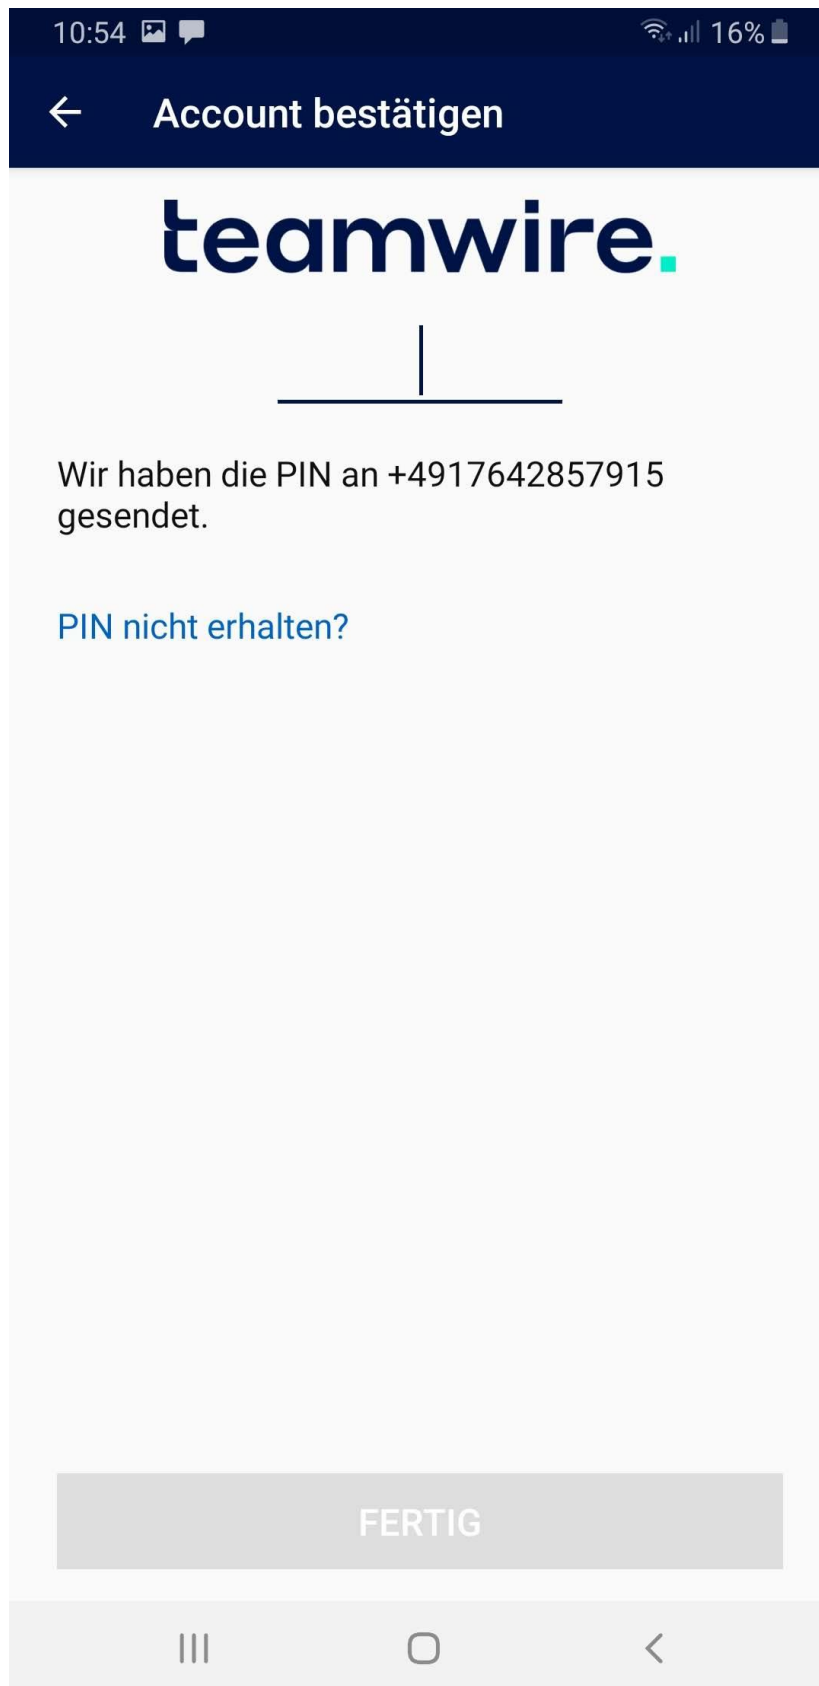 10:54
16%
Account bestätigen
teamwire.
Wir haben die PIN an +4917642857915
gesendet.
PIN nicht erhalten?
FERTIG